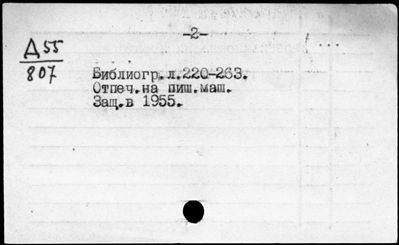 -2-
Д55
807
Библиогр.л.220-263.
Отпеч.на пиш.маш.
Защ.в 1955.